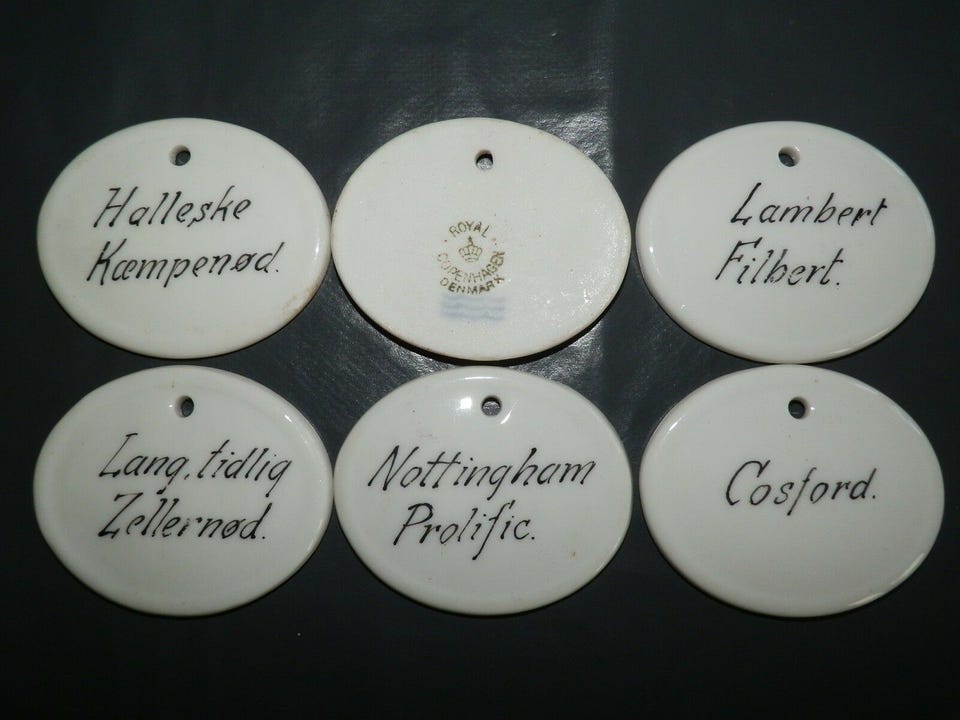 Halleske
Kæmpenød.
ROYAL
COPENHAGEN
DENMARK
Lambert
Filbert.
Lang, tidlig
Zellernød.
Nottingham
Prolific.
Cosford.